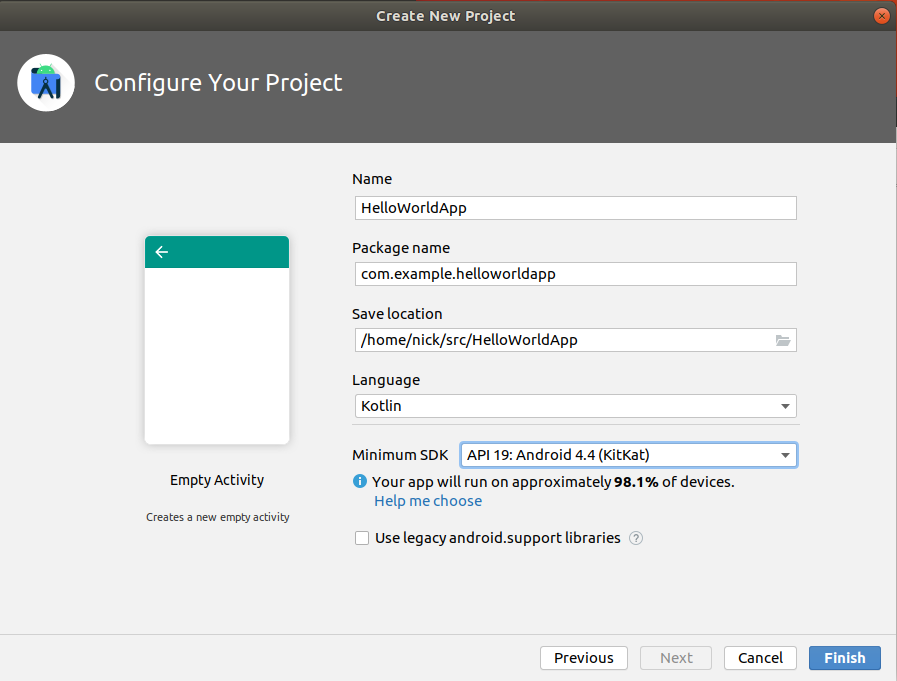 Create New Project
Configure Your Project
Name
HelloWorldApp
Package name
com.example.helloworldapp
Save location
/home/nick/src/HelloWorldApp
Language
Kotlin
Minimum SDK API 19: Android 4.4 (KitKat)
Your app will run on approximately 98.1% of devices.
Help me choose
Use legacy android.support libraries ?
Empty Activity
Creates a new empty activity
Previous Next Cancel Finish